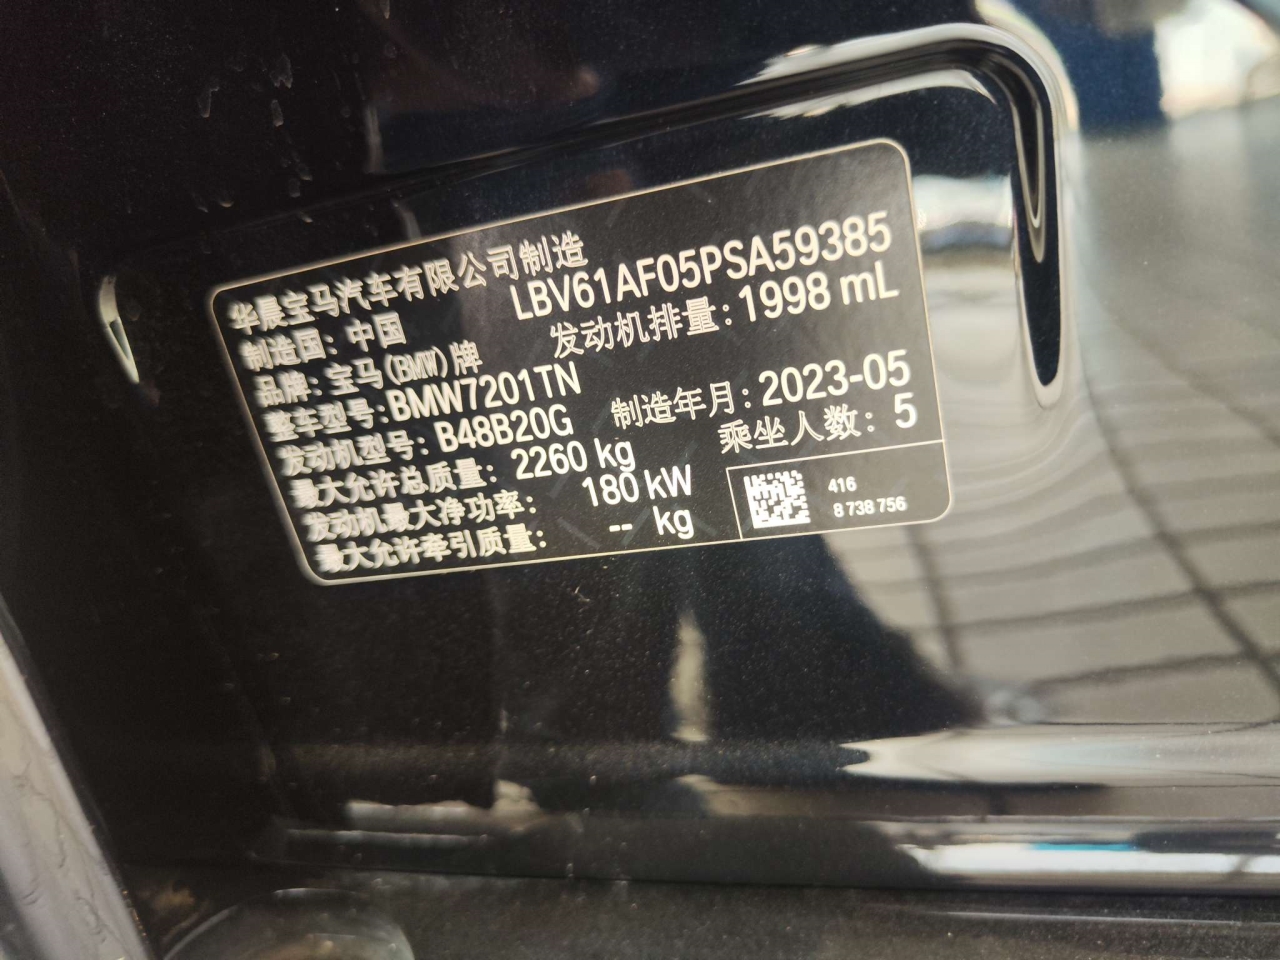 华晨宝马汽车有限公司制造
制造国：中国 LBV61AF05PSA59385
品牌：宝马(BMW)牌 发动机排量：1998 mL
整车型号：BMW7201TN
发动机型号：B48B20G 制造年月：2023-05
最大允许总质量：2260 kg 乘坐人数：5
发动机最大净功率：180 kW
最大允许牵引质量：-- kg
416
8 738 756